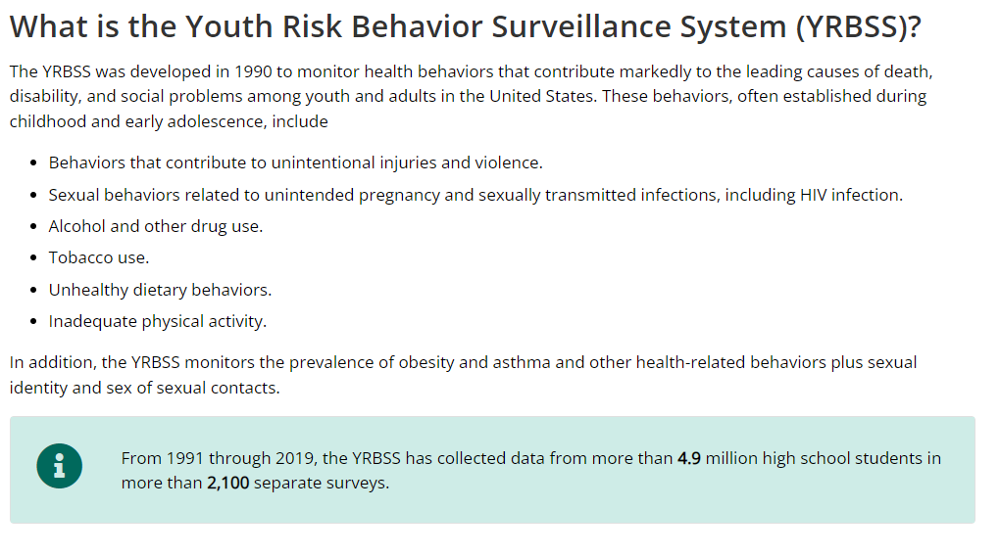 What is the Youth Risk Behavior Surveillance System (YRBSS)?
The YRBSS was developed in 1990 to monitor health behaviors that contribute markedly to the leading causes of death,
disability, and social problems among youth and adults in the United States. These behaviors, often established during
childhood and early adolescence, include
• Behaviors that contribute to unintentional injuries and violence.
• Sexual behaviors related to unintended pregnancy and sexually transmitted infections, including HIV infection.
• Alcohol and other drug use.
• Tobacco use.
• Unhealthy dietary behaviors.
• Inadequate physical activity.
In addition, the YRBSS monitors the prevalence of obesity and asthma and other health-related behaviors plus sexual
identity and sex of sexual contacts.
From 1991 through 2019, the YRBSS has collected data from more than 4.9 million high school students in
more than 2,100 separate surveys.